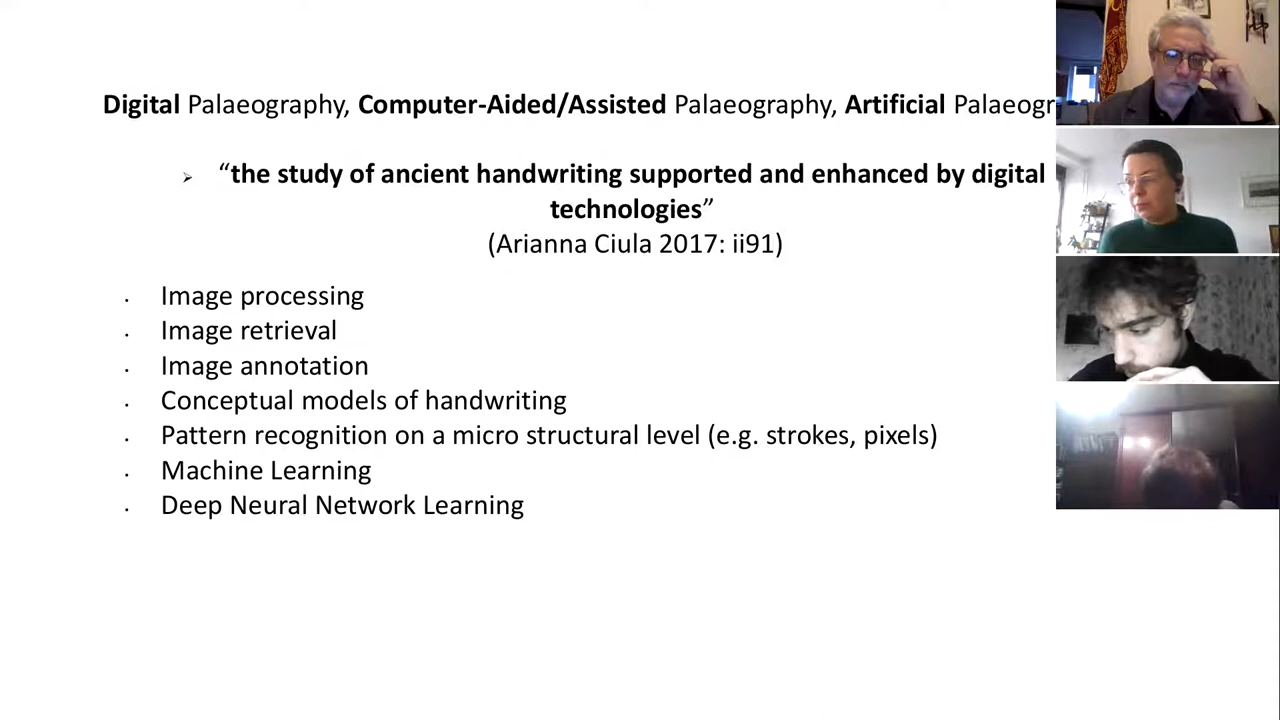 Digital Palaeography, Computer-Aided/Assisted Palaeography, Artificial
➢ “the study of ancient handwriting supported and enhanced by digital
technologies”
(Arianna Ciula 2017: ii91)
· Image processing
· Image retrieval
· Image annotation
· Conceptual models of handwriting
· Pattern recognition on a micro structural level (e.g. strokes, pixels)
· Machine Learning
· Deep Neural Network Learning